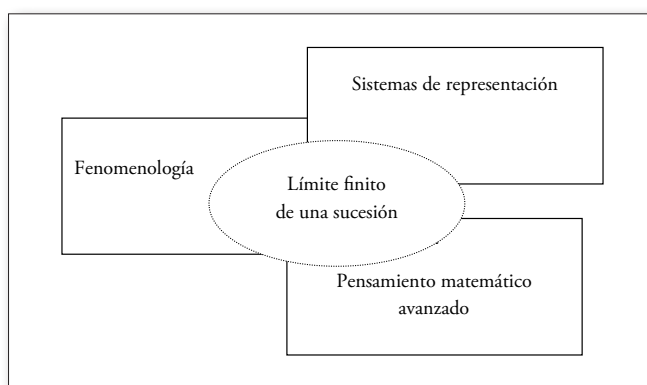 Sistemas de representación
Fenomenología
Límite finito
de una sucesión
Pensamiento matemático
avanzado